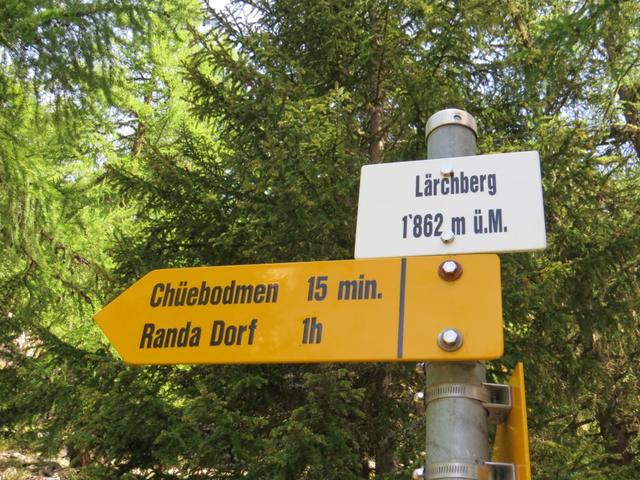 Lärchberg
1'862 m ü.M.
Chüebodmen 15 min.
Randa Dorf 1h